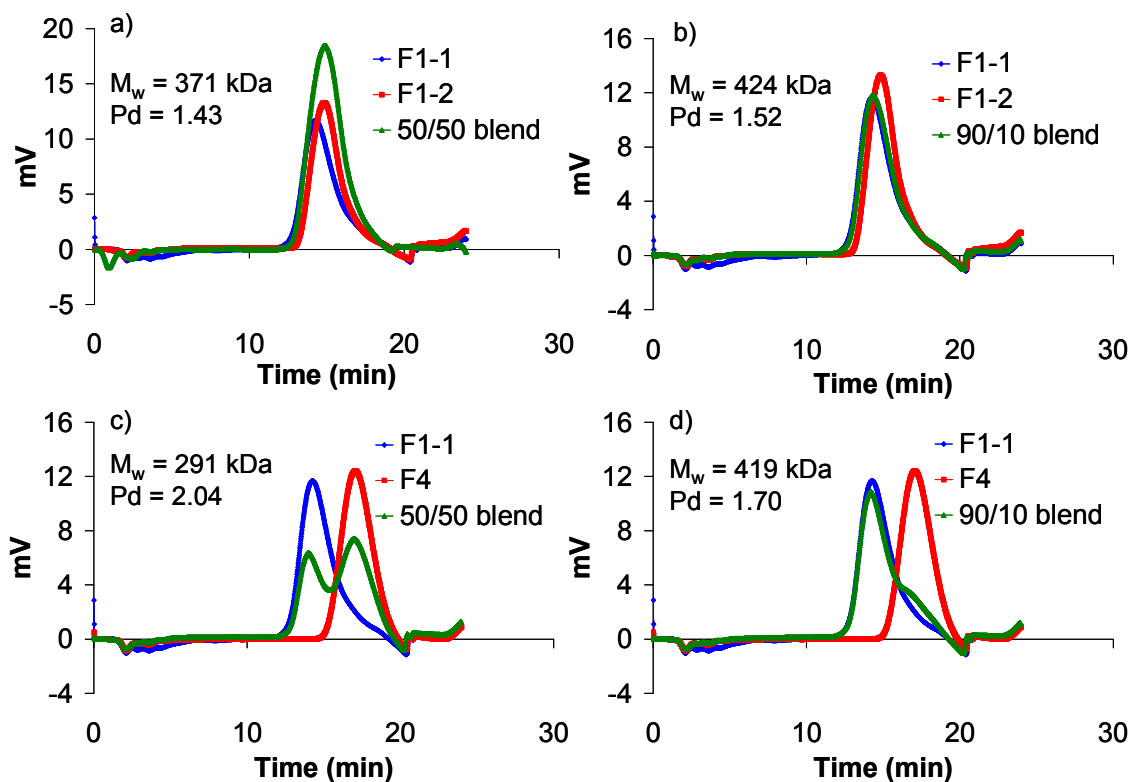 a)
20
15
10
5
0
-5
mV
M_w = 371 kDa
Pd = 1.43
F1-1
F1-2
50/50 blend
0
10
20
30
Time (min)
b)
16
12
8
4
0
-4
mV
M_w = 424 kDa
Pd = 1.52
F1-1
F1-2
90/10 blend
0
10
20
30
Time (min)
c)
16
12
8
4
0
-4
mV
M_w = 291 kDa
Pd = 2.04
F1-1
F4
50/50 blend
0
10
20
30
Time (min)
d)
16
12
8
4
0
-4
mV
M_w = 419 kDa
Pd = 1.70
F1-1
F4
90/10 blend
0
10
20
30
Time (min)